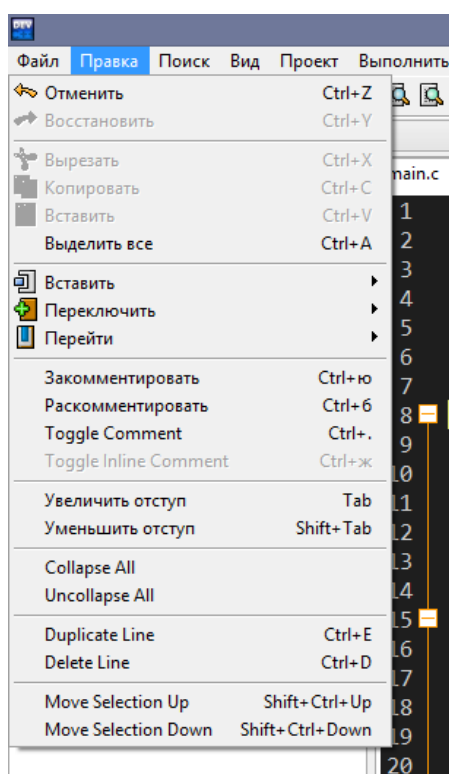 DEV
Файл Правка Поиск Вид Проект Выполнить
Отменить Ctrl+Z
Восстановить Ctrl+Y
Вырезать Ctrl+X
Копировать Ctrl+C
Вставить Ctrl+V
Выделить все Ctrl+A
Вставить
Переключить
Перейти
Закомментировать Ctrl+ю
Раскомментировать Ctrl+б
Toggle Comment Ctrl+.
Toggle Inline Comment Ctrl+ж
Увеличить отступ Tab
Уменьшить отступ Shift+Tab
Collapse All
Uncollapse All
Duplicate Line Ctrl+E
Delete Line Ctrl+D
Move Selection Up Shift+Ctrl+Up
Move Selection Down Shift+Ctrl+Down
main.c
1
2
3
4
5
6
7
8
9
10
11
12
13
14
15
16
17
18
19
20